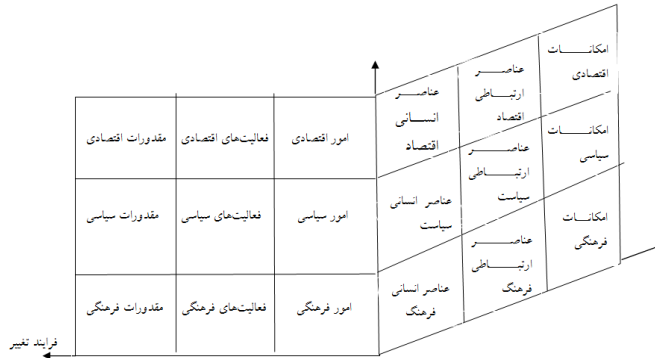 امکانات
اقتصادی
عناصر
ارتباطی
اقتصاد
عناصر
انسانی
اقتصاد
امور اقتصادی
فعالیت‌های اقتصادی
مقدورات اقتصادی
امکانات
سیاسی
عناصر
ارتباطی
سیاست
عناصر انسانی
سیاست
امور سیاسی
فعالیت‌های سیاسی
مقدورات سیاسی
امکانات
فرهنگی
عناصر
ارتباطی
فرهنگ
عناصر انسانی
فرهنگ
امور فرهنگی
فعالیت‌های فرهنگی
مقدورات فرهنگی
فرایند تغییر